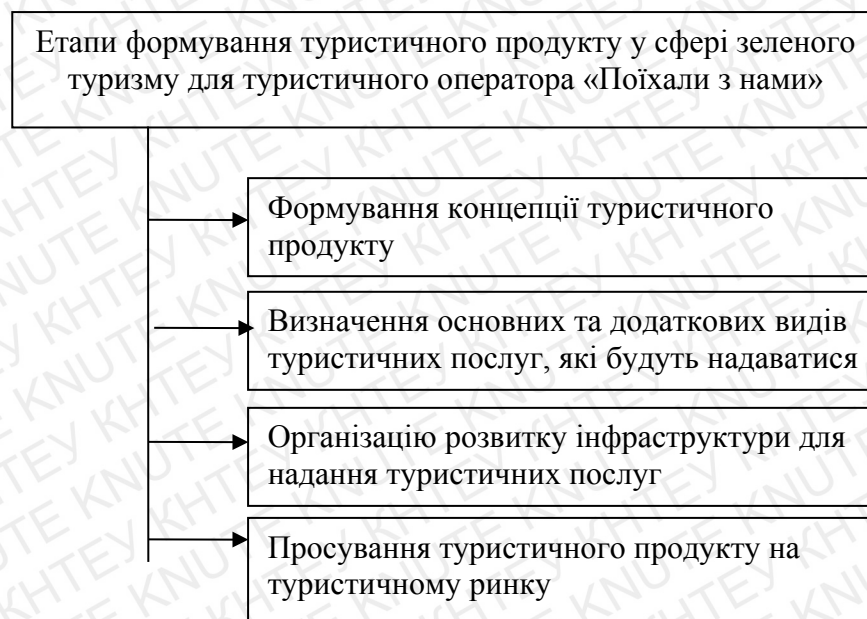 Етапи формування туристичного продукту у сфері зеленого
туризму для туристичного оператора «Поїхали з нами»
Формування концепції туристичного
продукту
Визначення основних та додаткових видів
туристичних послуг, які будуть надаватися
Організацію розвитку інфраструктури для
надання туристичних послуг
Просування туристичного продукту на
туристичному ринку